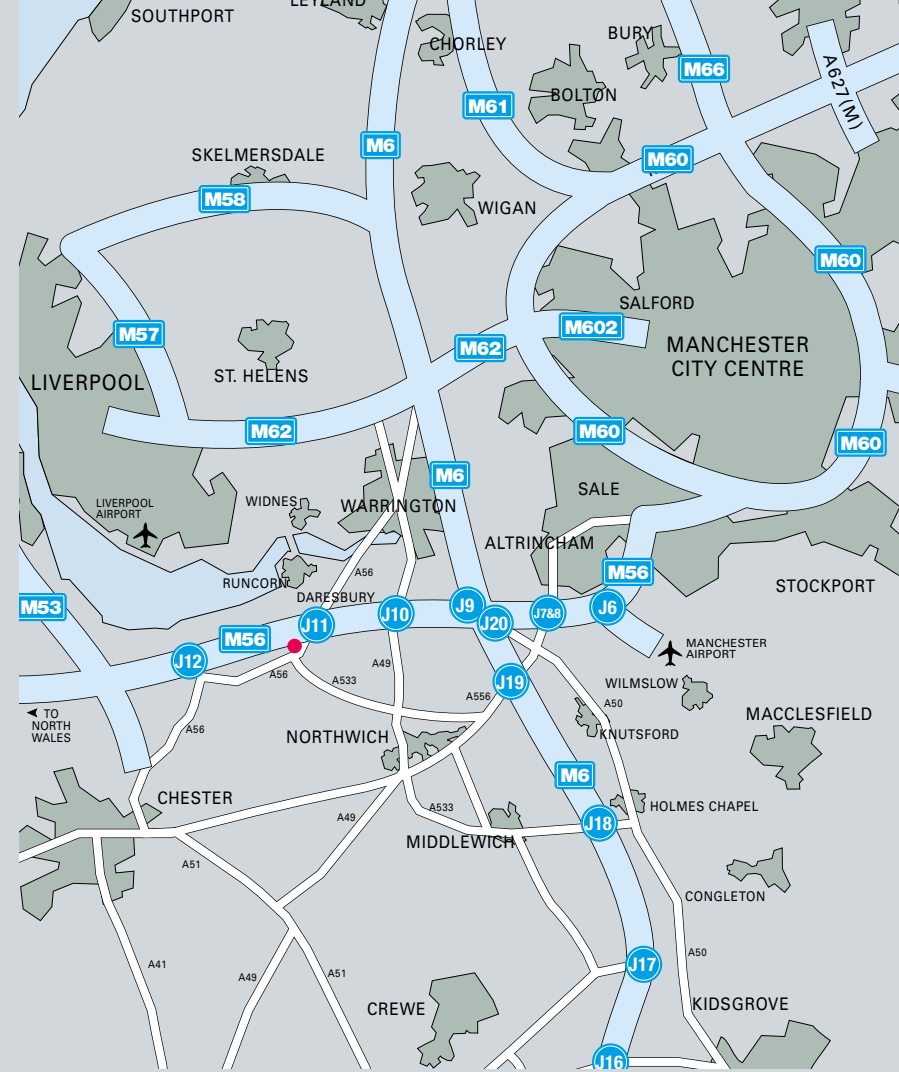 LEYLAND
SOUTHPORT
CHORLEY
BURY
M66
A627(M)
BOLTON
M61
M6
SKELMERSDALE
M60
M58
WIGAN
M60
SALFORD
M57
M602
MANCHESTER
CITY CENTRE
M62
ST. HELENS
LIVERPOOL
M62
M60
M60
M6
SALE
LIVERPOOL
AIRPORT
WIDNES
WARRINGTON
ALTRINCHAM
A56
M56
RUNCORN
STOCKPORT
DARESBURY
M53
J9
J10
J7&8
J6
J11
J20
M56
MANCHESTER
AIRPORT
J12
A49
A56
A533
J19
WILMSLOW
A556
A50
TO
NORTH
WALES
A56
MACCLESFIELD
NORTHWICH
KNUTSFORD
M6
CHESTER
A533
HOLMES CHAPEL
A49
J18
MIDDLEWICH
A51
CONGLETON
A50
A41
A49
A51
J17
CREWE
KIDSGROVE
J16